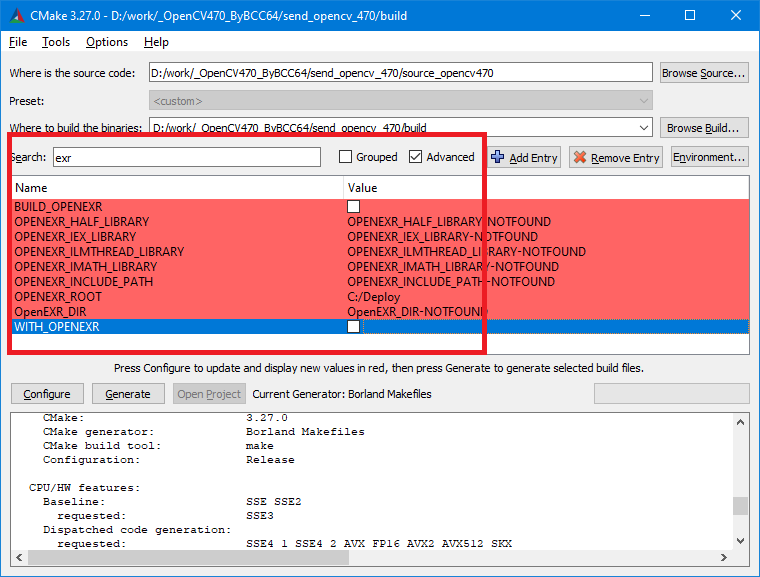 CMake 3.27.0 - D:/work/_OpenCV470_ByBCC64/send_opencv_470/build
File Tools Options Help
Where is the source code: D:/work/_OpenCV470_ByBCC64/send_opencv_470/source_opencv470 Browse Source...
Preset: <custom>
Where to build the binaries: D:/work/_OpenCV470_ByBCC64/send_opencv_470/build Browse Build...
Search: exr Grouped Advanced Add Entry Remove Entry Environment...
Name Value
BUILD_OPENEXR
OPENEXR_HALF_LIBRARY OPENEXR_HALF_LIBRARY-NOTFOUND
OPENEXR_IEX_LIBRARY OPENEXR_IEX_LIBRARY-NOTFOUND
OPENEXR_ILMTHREAD_LIBRARY OPENEXR_ILMTHREAD_LIBRARY-NOTFOUND
OPENEXR_IMATH_LIBRARY OPENEXR_IMATH_LIBRARY-NOTFOUND
OPENEXR_INCLUDE_PATH OPENEXR_INCLUDE_PATH-NOTFOUND
OPENEXR_ROOT C:/Deploy
OpenEXR_DIR OpenEXR_DIR-NOTFOUND
WITH_OPENEXR
Press Configure to update and display new values in red, then press Generate to generate selected build files.
Configure Generate Open Project Current Generator: Borland Makefiles
CMake: 3.27.0
CMake generator: Borland Makefiles
CMake build tool: make
Configuration: Release
CPU/HW features:
Baseline: SSE SSE2
requested: SSE3
Dispatched code generation:
requested: SSE4_1 SSE4_2 AVX FP16 AVX2 AVX512_SKX